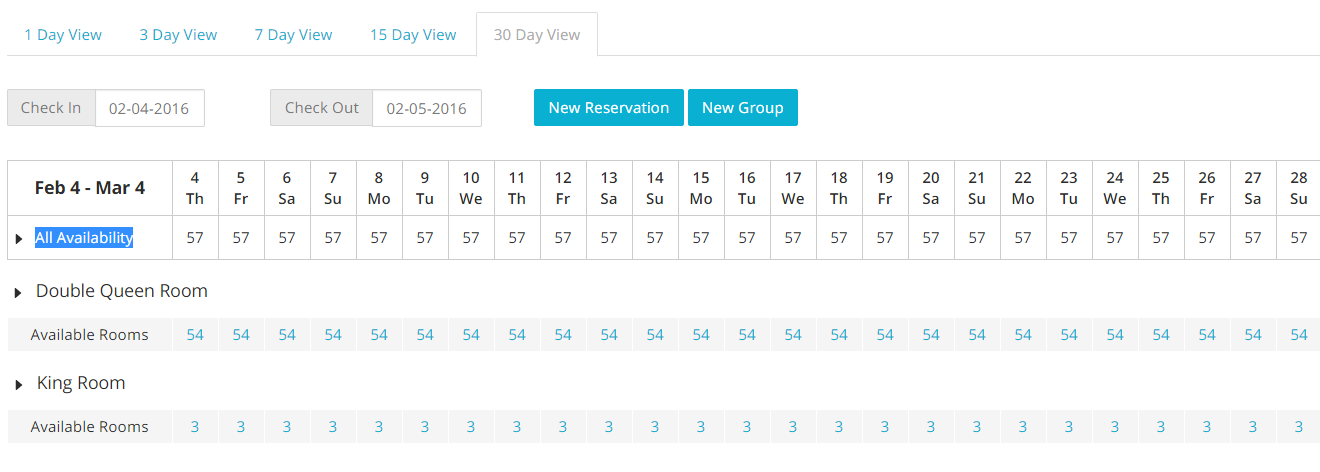 1 Day View 3 Day View 7 Day View 15 Day View 30 Day View
Check In 02-04-2016 Check Out 02-05-2016 New Reservation New Group
Feb 4 - Mar 4 4 5 6 7 8 9 10 11 12 13 14 15 16 17 18 19 20 21 22 23 24 25 26 27 28
Th Fr Sa Su Mo Tu We Th Fr Sa Su Mo Tu We Th Fr Sa Su Mo Tu We Th Fr Sa Su
All Availability 57 57 57 57 57 57 57 57 57 57 57 57 57 57 57 57 57 57 57 57 57 57 57 57 57
Double Queen Room
Available Rooms 54 54 54 54 54 54 54 54 54 54 54 54 54 54 54 54 54 54 54 54 54 54 54 54 54
King Room
Available Rooms 3 3 3 3 3 3 3 3 3 3 3 3 3 3 3 3 3 3 3 3 3 3 3 3 3